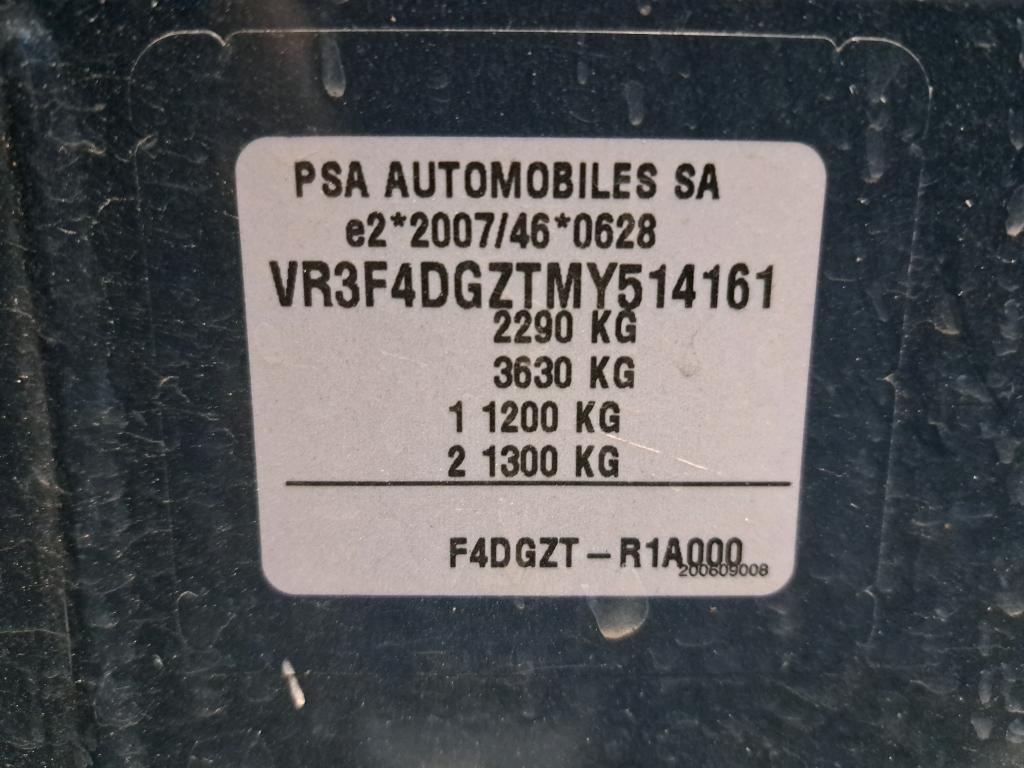 PSA AUTOMOBILES SA
e2*2007/46*0628
VR3F4DGZTMY514161
2290 KG
3630 KG
1 1200 KG
2 1300 KG
F4DGZT – R1A000
200609008